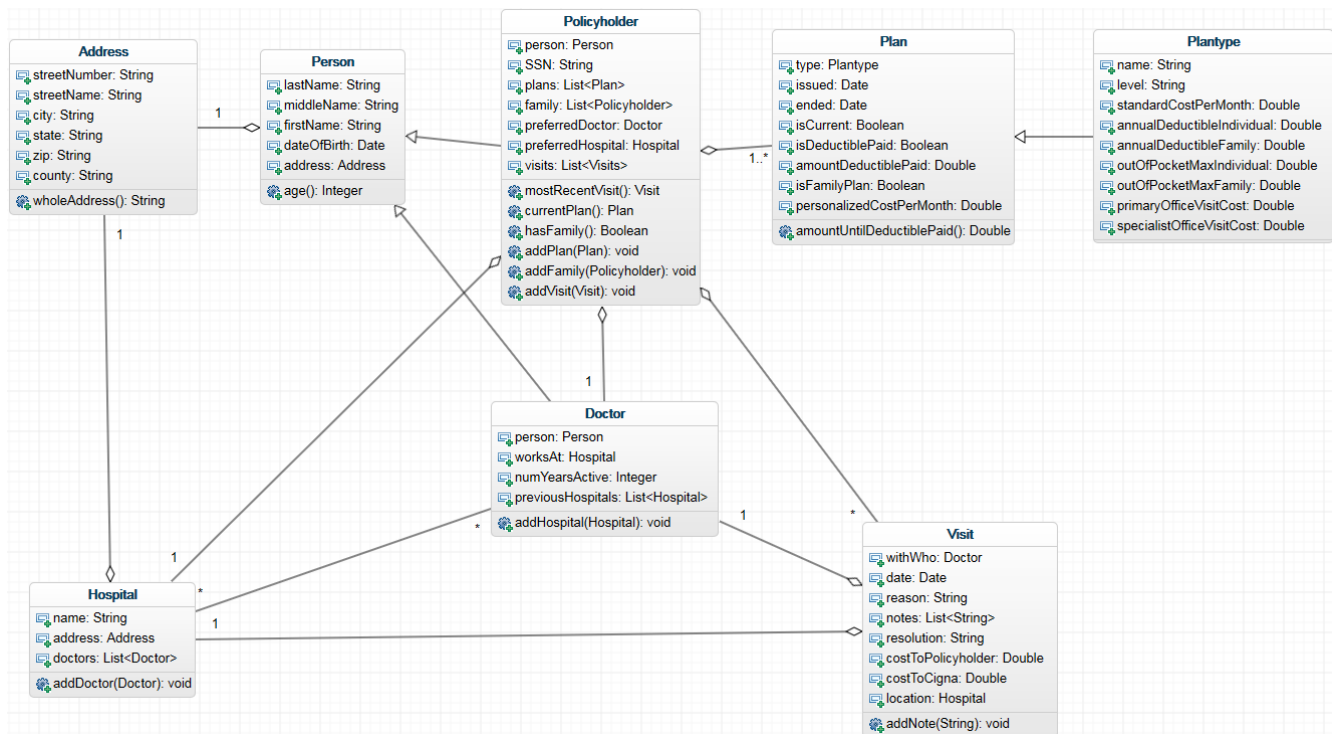 Address
streetNumber: String
streetName: String
city: String
state: String
zip: String
county: String
wholeAddress(): String
Person
lastName: String
middleName: String
firstName: String
dateOfBirth: Date
address: Address
age(): Integer
Policyholder
person: Person
SSN: String
plans: List<Plan>
family: List<Policyholder>
preferredDoctor: Doctor
preferredHospital: Hospital
visits: List<Visits>
mostRecentVisit(): Visit
currentPlan(): Plan
hasFamily(): Boolean
addPlan(Plan): void
addFamily(Policyholder): void
addVisit(Visit): void
Plan
type: Plantype
issued: Date
ended: Date
isCurrent: Boolean
isDeductiblePaid: Boolean
amountDeductiblePaid: Double
isFamilyPlan: Boolean
personalizedCostPerMonth: Double
amountUntilDeductiblePaid(): Double
Plantype
name: String
level: String
standardCostPerMonth: Double
annualDeductibleIndividual: Double
annualDeductibleFamily: Double
outOfPocketMaxIndividual: Double
outOfPocketMaxFamily: Double
primaryOfficeVisitCost: Double
specialistOfficeVisitCost: Double
1
1..*
1
1
Doctor
person: Person
worksAt: Hospital
numYearsActive: Integer
previousHospitals: List<Hospital>
addHospital(Hospital): void
*
1
*
Visit
withWho: Doctor
date: Date
reason: String
notes: List<String>
resolution: String
costToPolicyholder: Double
costToCigna: Double
location: Hospital
addNote(String): void
1
*
1
Hospital
name: String
address: Address
doctors: List<Doctor>
addDoctor(Doctor): void